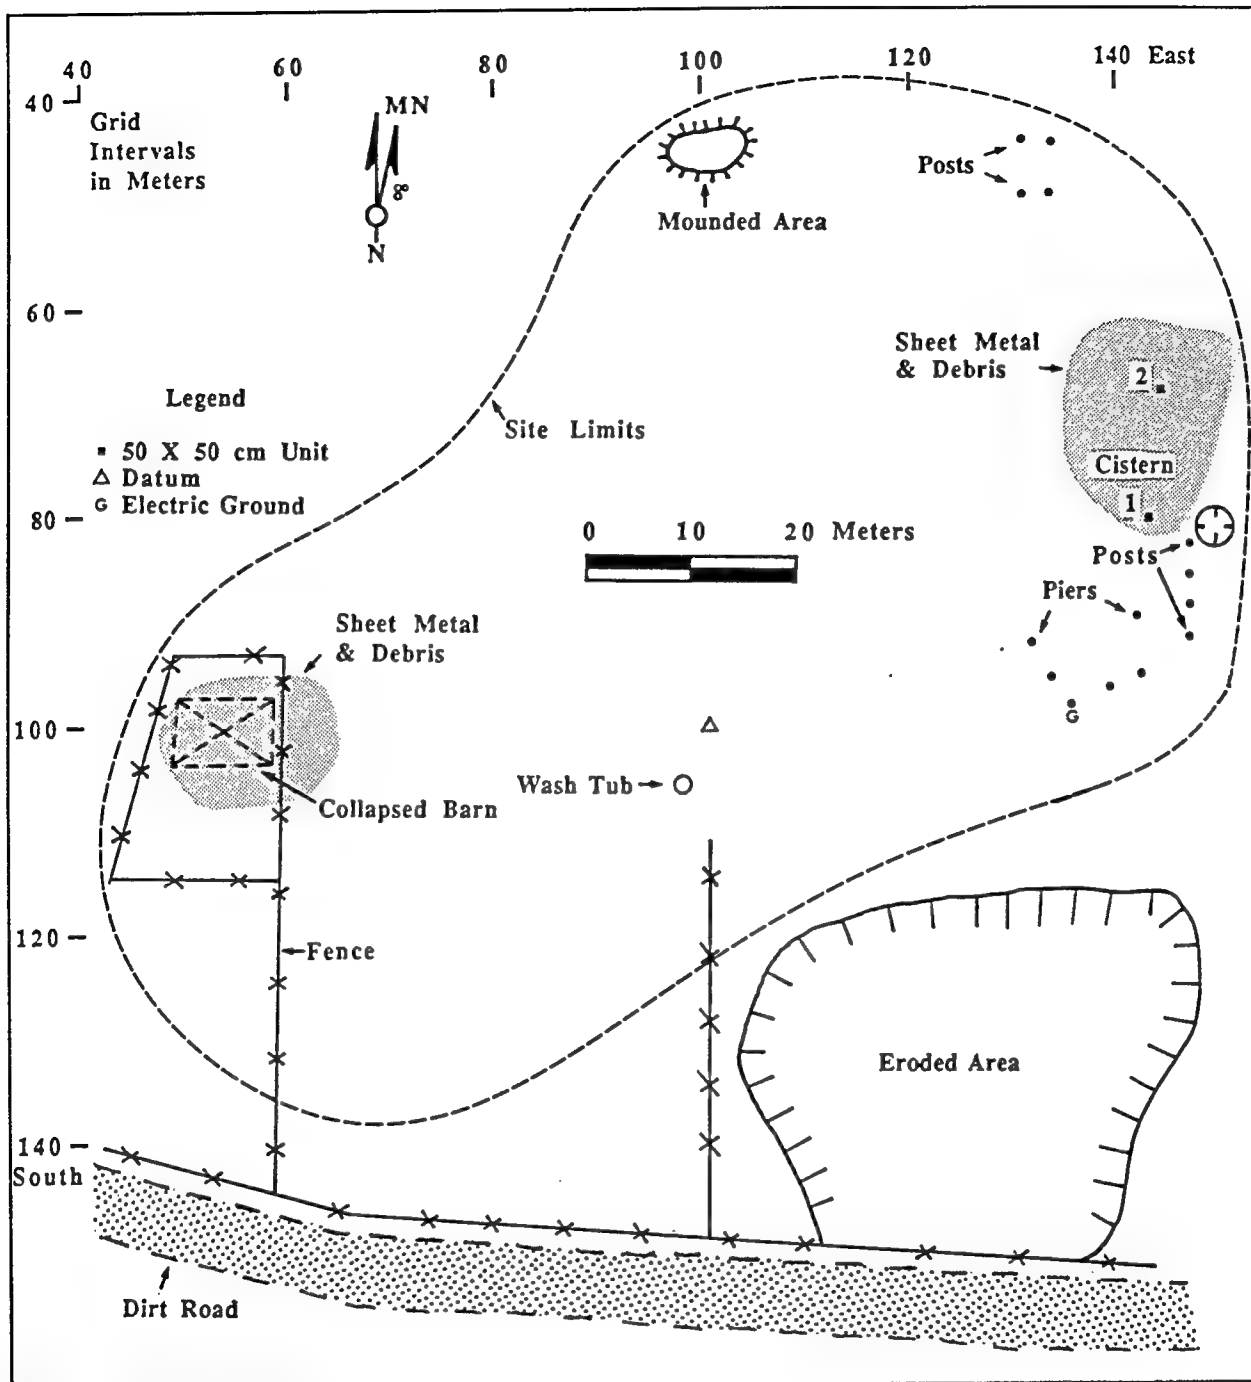 40 60 80 100 120 140 East
40
Grid
Intervals
in Meters
MN
8°
N
Posts
Mounded Area
60
Sheet Metal
& Debris
2
Legend
50 X 50 cm Unit
Datum
G Electric Ground
Site Limits
Cistern
1
80
0 10 20 Meters
Posts
Piers
Sheet Metal
& Debris
G
100
Wash Tub
Collapsed Barn
120
Fence
Eroded Area
140
South
Dirt Road